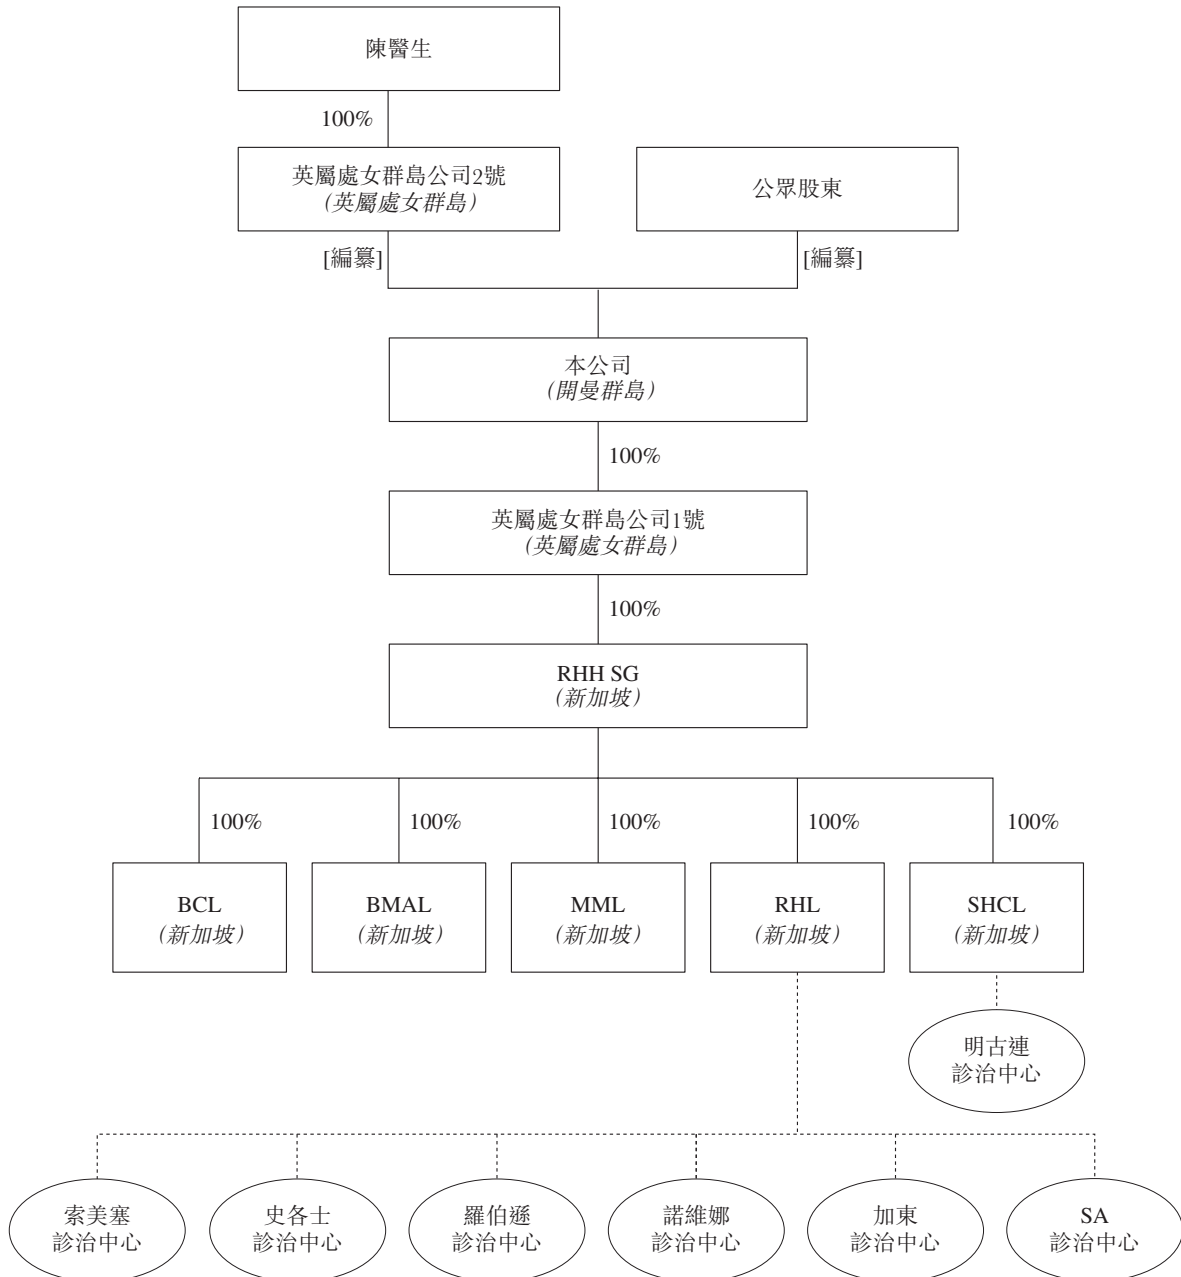 陳醫生
100%
英屬處女群島公司2號
(英屬處女群島)
公眾股東
[編纂]
[編纂]
本公司
(開曼群島)
100%
英屬處女群島公司1號
(英屬處女群島)
100%
RHH SG
(新加坡)
100%
100%
100%
100%
100%
BCL
(新加坡)
BMAL
(新加坡)
MML
(新加坡)
RHL
(新加坡)
SHCL
(新加坡)
明古連
診治中心
索美塞
診治中心
史各士
診治中心
羅伯遜
診治中心
諾維娜
診治中心
加東
診治中心
SA
診治中心